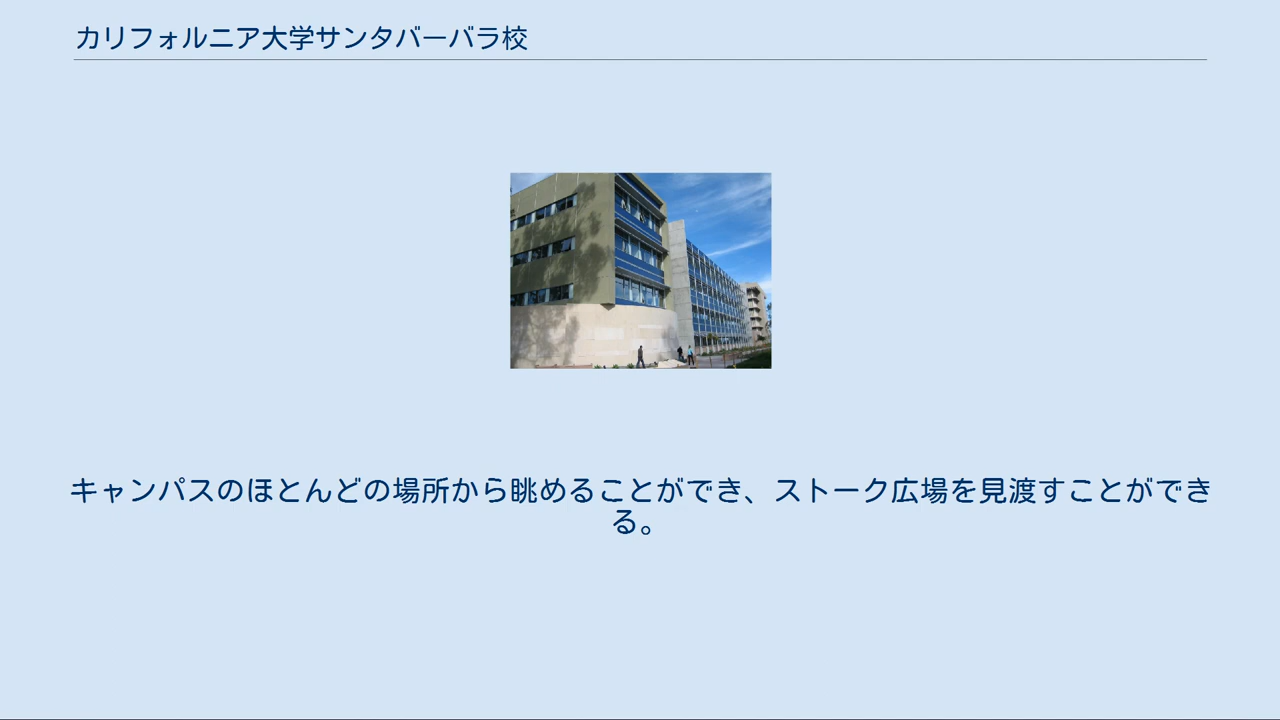 カリフォルニア大学サンタバーバラ校
キャンパスのほとんどの場所から眺めることができ、ストーク広場を見渡すことができ
る。